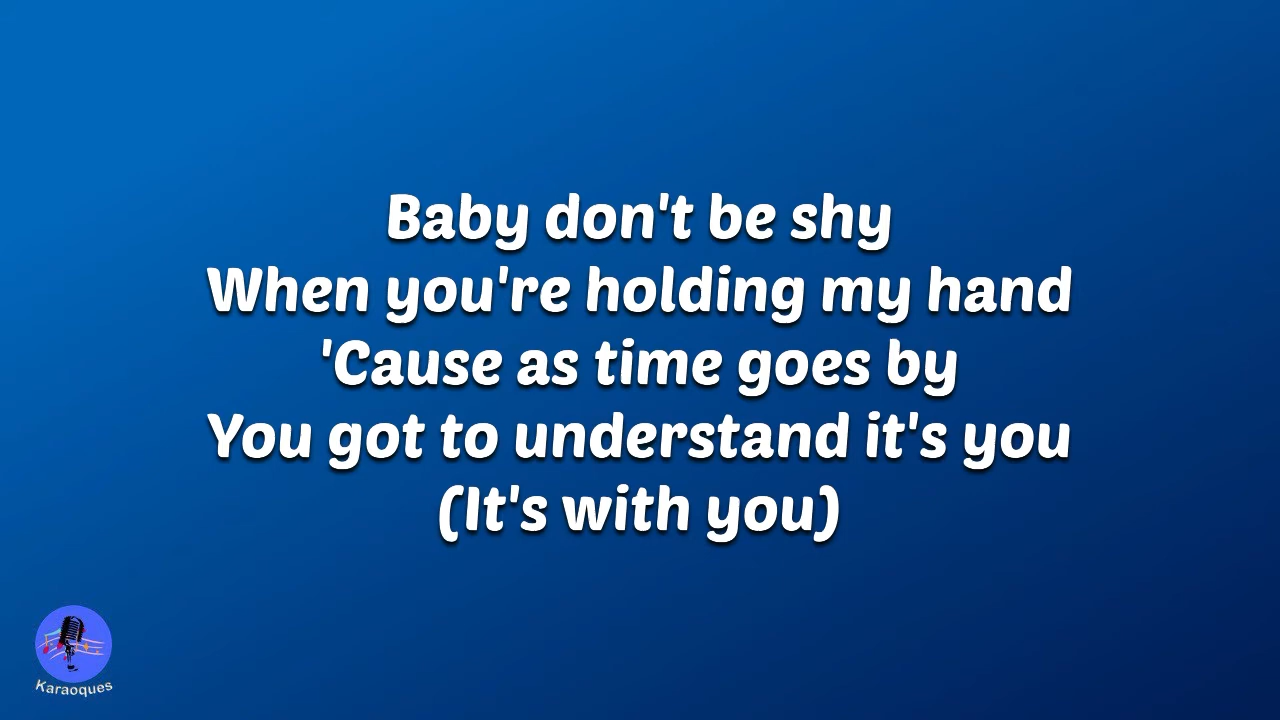 Baby don't be shy
When you're holding my hand
'Cause as time goes by
You got to understand it's you
(It's with you)
Karaoques